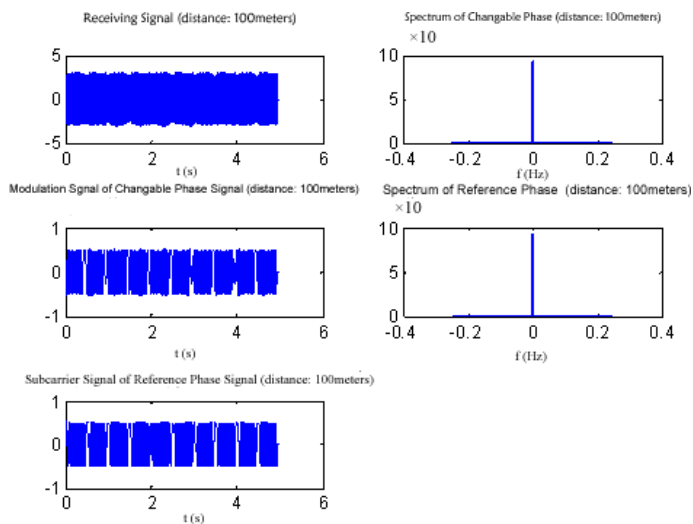 Receiving Signal (distance: 100meters)
5
0
-5
0 2 4 6
t (s)
Spectrum of Changable Phase (distance: 100meters)
×10
10
5
0
-0.4 -0.2 0 0.2 0.4
f (Hz)
Modulation Sgnal of Changable Phase Signal (distance: 100meters)
1
0
-1
0 2 4 6
t (s)
Spectrum of Reference Phase (distance: 100meters)
×10
10
5
0
-0.4 -0.2 0 0.2 0.4
f (Hz)
Subcarrier Signal of Reference Phase Signal (distance: 100meters)
1
0
-1
0 2 4 6
t (s)